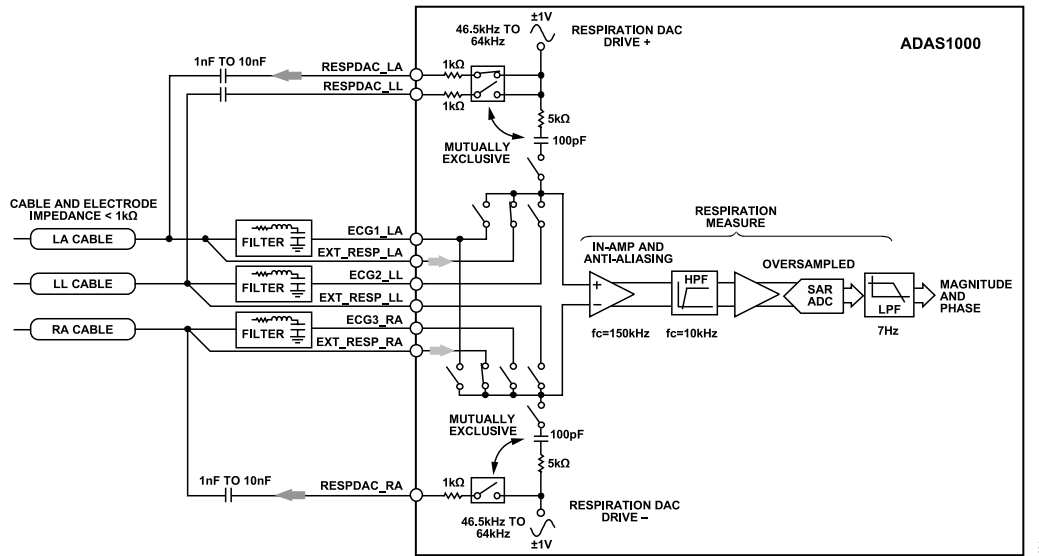 ±1V
46.5kHz TO
64kHz
RESPIRATION DAC
DRIVE +
ADAS1000
1nF TO 10nF
RESPDAC_LA
1kΩ
RESPDAC_LL
1kΩ
5kΩ
100pF
MUTUALLY
EXCLUSIVE
CABLE AND ELECTRODE
IMPEDANCE < 1kΩ
LA CABLE
FILTER
ECG1_LA
EXT_RESP_LA
LL CABLE
FILTER
ECG2_LL
EXT_RESP_LL
RA CABLE
FILTER
ECG3_RA
EXT_RESP_RA
RESPIRATION
MEASURE
IN-AMP AND
ANTI-ALIASING
OVERSAMPLED
+
–
HPF
SAR
ADC
LPF
MAGNITUDE
AND
PHASE
fc=150kHz
fc=10kHz
7Hz
MUTUALLY
EXCLUSIVE
100pF
5kΩ
1nF TO 10nF
RESPDAC_RA
1kΩ
46.5kHz TO
64kHz
RESPIRATION DAC
DRIVE –
±1V